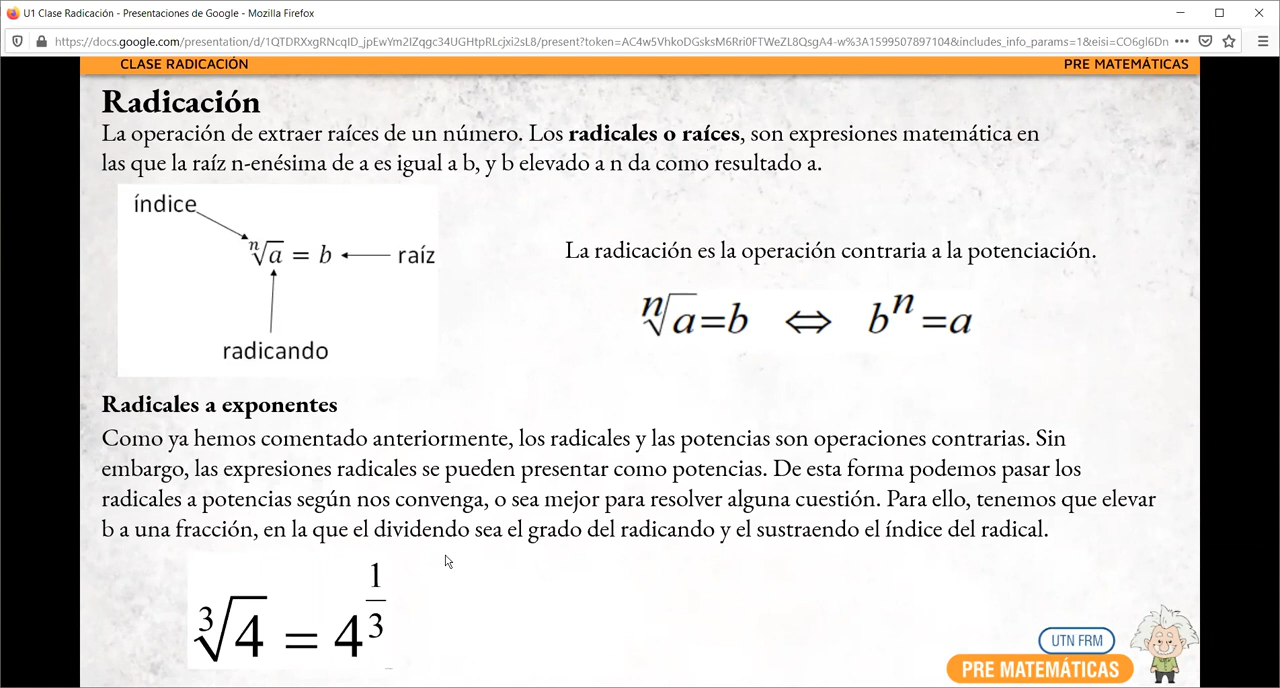 U1 Clase Radicación - Presentaciones de Google - Mozilla Firefox
https://docs.google.com/presentation/d/1QTDRXxgRNcqID_jpEwYm2IZqgc34UGHtpRLcjxi2sL8/present?token=AC4w5VhkoDGsksM6Rri0FTWeZL8QsgA4-w%3A1599507897104&includes_info_params=1&eisi=CO6gl6Dn
CLASE RADICACIÓN
PRE MATEMÁTICAS
Radicación
La operación de extraer raíces de un número. Los radicales o raíces, son expresiones matemática en
las que la raíz n-enésima de a es igual a b, y b elevado a n da como resultado a.
índice
ⁿ√a = b
raíz
radicando
La radicación es la operación contraria a la potenciación.
ⁿ√a=b ⇔ bⁿ=a
Radicales a exponentes
Como ya hemos comentado anteriormente, los radicales y las potencias son operaciones contrarias. Sin
embargo, las expresiones radicales se pueden presentar como potencias. De esta forma podemos pasar los
radicales a potencias según nos convenga, o sea mejor para resolver alguna cuestión. Para ello, tenemos que elevar
b a una fracción, en la que el dividendo sea el grado del radicando y el sustraendo el índice del radical.
³√4 = 4^(1/3)
UTN FRM
PRE MATEMÁTICAS